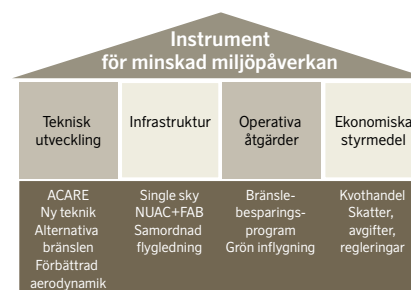 Instrument
för minskad miljöpåverkan
Teknisk
utveckling
Infrastruktur
Operativa
åtgärder
Ekonomiska
styrmedel
ACARE
Ny teknik
Alternativa
bränslen
Förbättrad
aerodynamik
Single sky
NUAC+FAB
Samordnad
flygledning
Bränsle-
besparings-
program
Grön inflygning
Kvothandel
Skatter,
avgifter,
regleringar